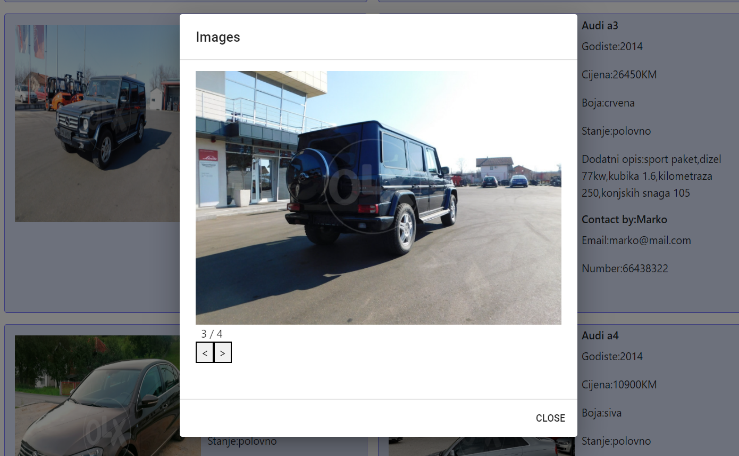 Images
OLX
3 / 4
<
>
CLOSE
Audi a3
Godiste:2014
Cijena:26450KM
Boja:crvena
Stanje:polovno
Dodatni opis:sport paket,dizel
77kw,kubika 1.6,kilometraza
250,konjskih snaga 105
Contact by:Marko
Email:marko@mail.com
Number:66438322
OLX
Stanje:polovno
Audi a4
Godiste:2014
Cijena:10900KM
Boja:siva
Stanje:polovno